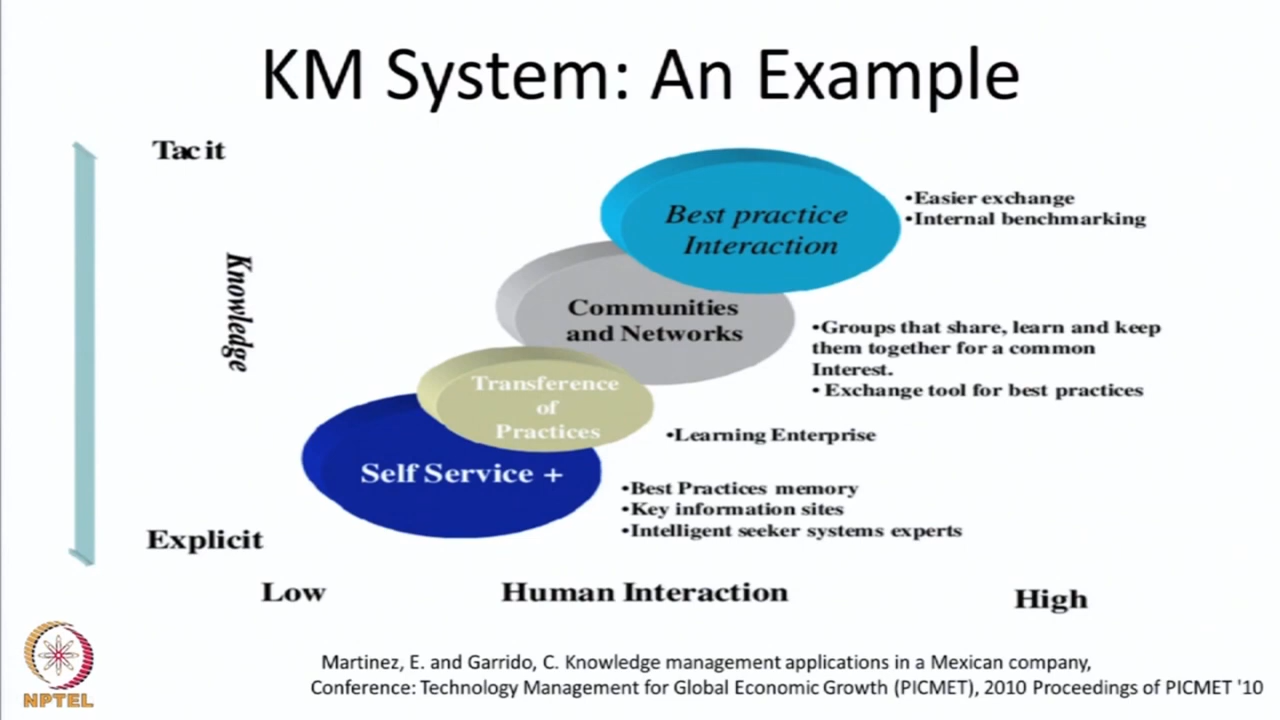 KM System: An Example
Tacit
Knowledge
Explicit
Best practice
Interaction
•Easier exchange
•Internal benchmarking
Communities
and Networks
•Groups that share, learn and keep
them together for a common
Interest.
• Exchange tool for best practices
Transference
of
Practices
•Learning Enterprise
Self Service +
•Best Practices memory
•Key information sites
•Intelligent seeker systems experts
Low
Human Interaction
High
Martinez, E. and Garrido, C. Knowledge management applications in a Mexican company,
Conference: Technology Management for Global Economic Growth (PICMET), 2010 Proceedings of PICMET '10
NPTEL